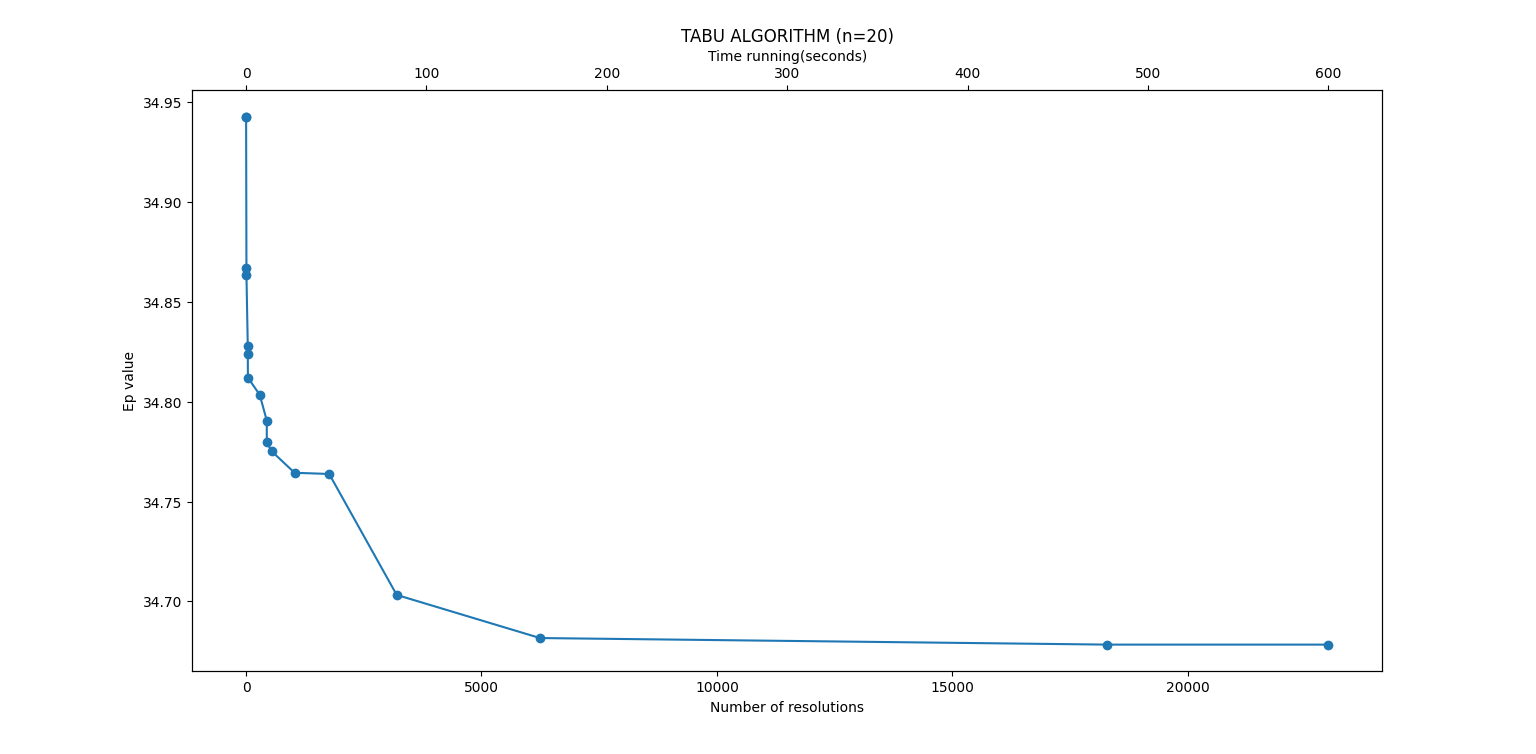 TABU ALGORITHM (n=20)
Time running(seconds)
0 100 200 300 400 500 600
34.95
34.90
34.85
34.80
34.75
34.70
Ep value
0 5000 10000 15000 20000
Number of resolutions